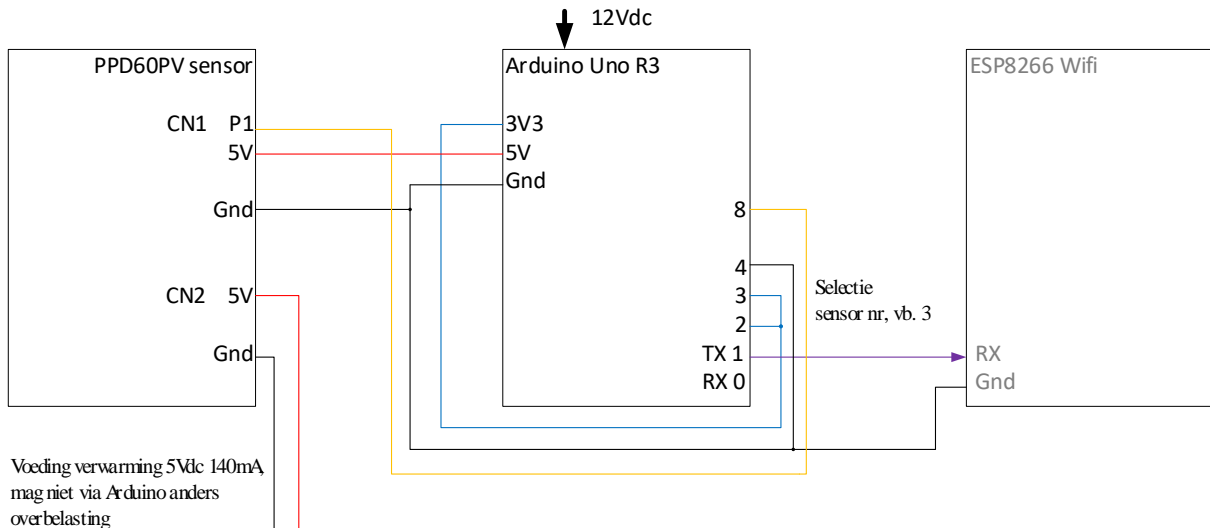 12Vdc
PPD60PV sensor
CN1 P1
5V
Gnd
CN2 5V
Gnd
Voeding verwarming 5Vdc 140mA,
mag niet via Arduino anders
overbelasting
Arduino Uno R3
3V3
5V
Gnd
8
4
3
2
TX 1
RX 0
Selectie
sensor nr, vb. 3
ESP8266 Wifi
RX
Gnd